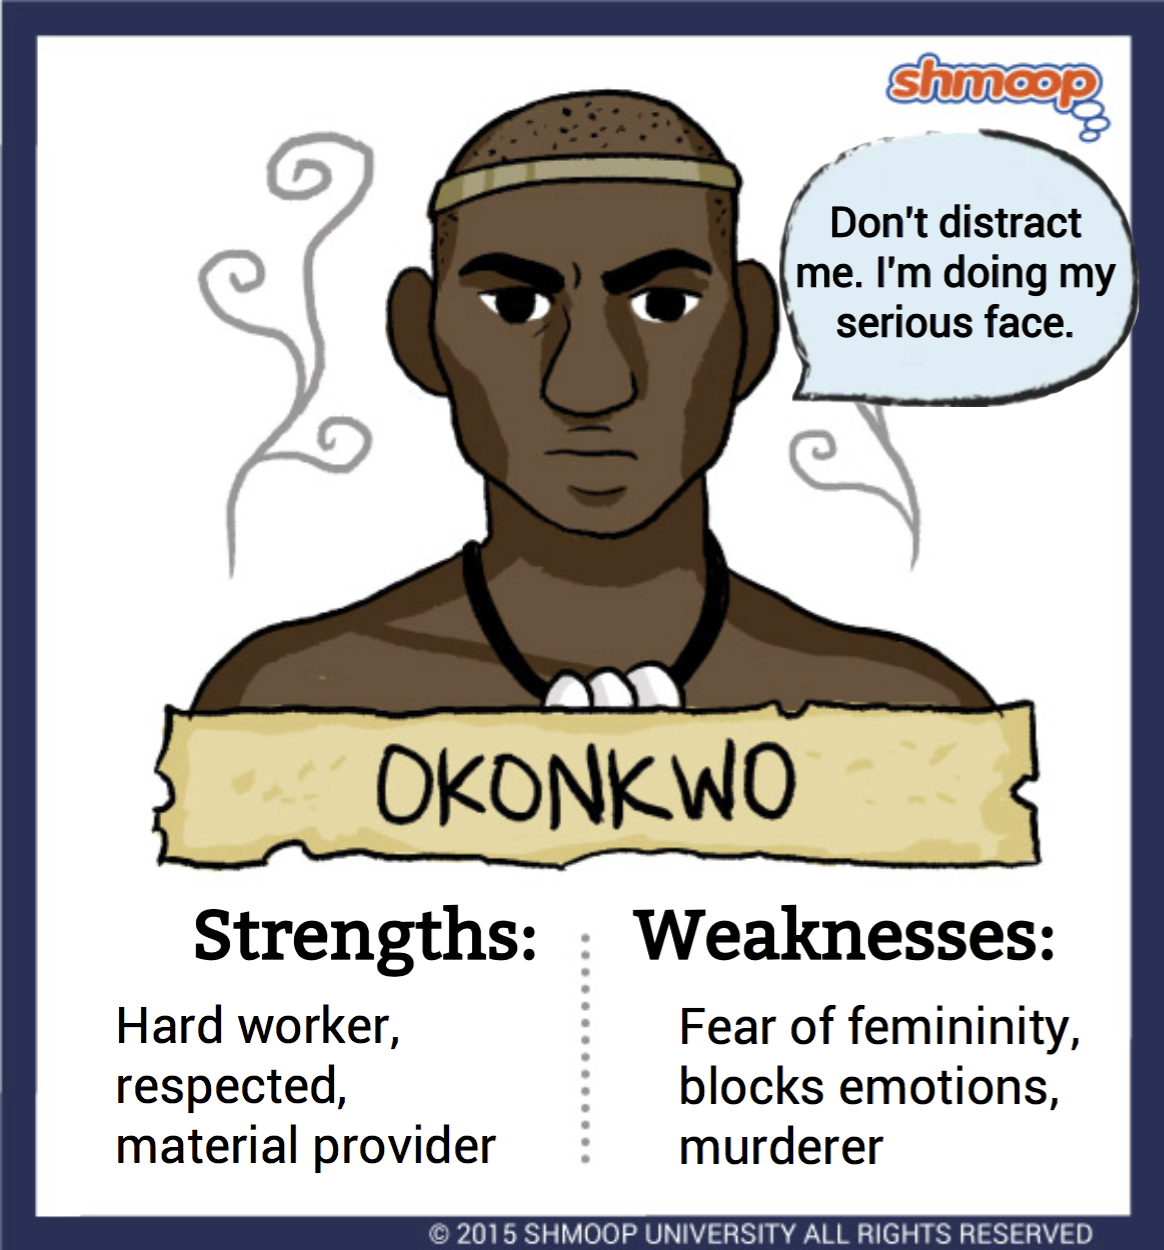 shmoop
Don't distract
me. I'm doing my
serious face.
OKONKWO
Strengths:
Hard worker,
respected,
material provider
Weaknesses:
Fear of femininity,
blocks emotions,
murderer
© 2015 SHMOOP UNIVERSITY ALL RIGHTS RESERVED